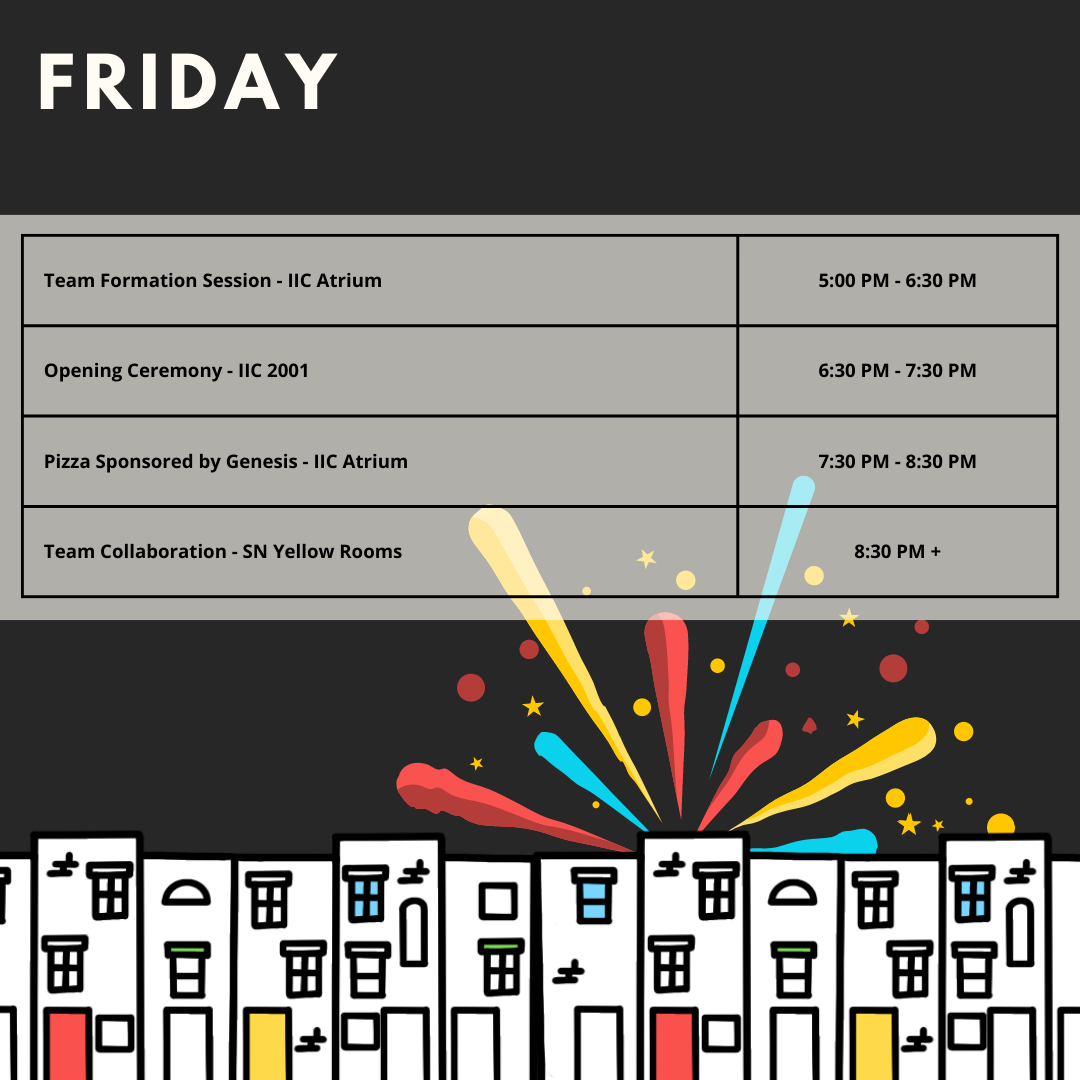 FRIDAY
Team Formation Session - IIC Atrium
5:00 PM - 6:30 PM
Opening Ceremony - IIC 2001
6:30 PM - 7:30 PM
Pizza Sponsored by Genesis - IIC Atrium
7:30 PM - 8:30 PM
Team Collaboration - SN Yellow Rooms
8:30 PM +